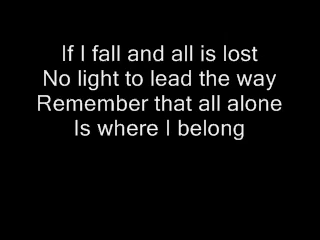 If I fall and all is lost
No light to lead the way
Remember that all alone
Is where I belong